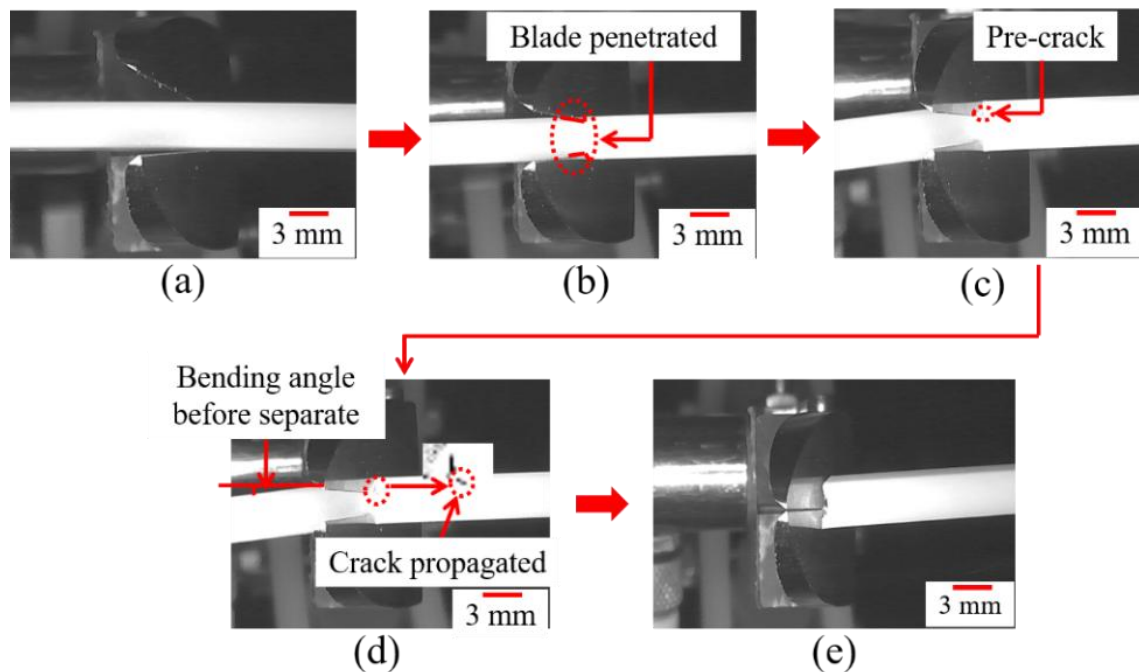 Blade penetrated
Pre-crack
3 mm
3 mm
3 mm
(a)
(b)
(c)
Bending angle
before separate
Crack propagated
3 mm
3 mm
(d)
(e)